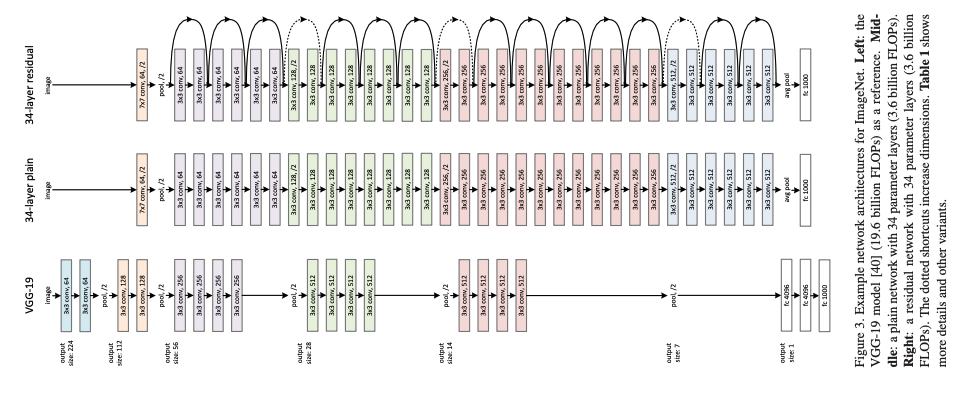 output
size: 224
output
size: 112
output
size: 56
output
size: 28
output
size: 14
output
size: 7
output
size: 1
VGG-19
image
3x3 conv, 64
3x3 conv, 64
pool, /2
3x3 conv, 128
3x3 conv, 128
pool, /2
3x3 conv, 256
3x3 conv, 256
3x3 conv, 256
3x3 conv, 256
pool, /2
3x3 conv, 512
3x3 conv, 512
3x3 conv, 512
3x3 conv, 512
pool, /2
3x3 conv, 512
3x3 conv, 512
3x3 conv, 512
3x3 conv, 512
pool, /2
fc 4096
fc 4096
fc 1000
34-layer plain
image
7x7 conv, 64, /2
pool, /2
3x3 conv, 64
3x3 conv, 64
3x3 conv, 64
3x3 conv, 64
3x3 conv, 64
3x3 conv, 64
3x3 conv, 128, /2
3x3 conv, 128
3x3 conv, 128
3x3 conv, 128
3x3 conv, 128
3x3 conv, 128
3x3 conv, 128
3x3 conv, 128
3x3 conv, 256, /2
3x3 conv, 256
3x3 conv, 256
3x3 conv, 256
3x3 conv, 256
3x3 conv, 256
3x3 conv, 256
3x3 conv, 256
3x3 conv, 256
3x3 conv, 256
3x3 conv, 256
3x3 conv, 256
3x3 conv, 512, /2
3x3 conv, 512
3x3 conv, 512
3x3 conv, 512
3x3 conv, 512
3x3 conv, 512
avg pool
fc 1000
34-layer residual
image
7x7 conv, 64, /2
pool, /2
3x3 conv, 64
3x3 conv, 64
3x3 conv, 64
3x3 conv, 64
3x3 conv, 64
3x3 conv, 64
3x3 conv, 128, /2
3x3 conv, 128
3x3 conv, 128
3x3 conv, 128
3x3 conv, 128
3x3 conv, 128
3x3 conv, 128
3x3 conv, 128
3x3 conv, 256, /2
3x3 conv, 256
3x3 conv, 256
3x3 conv, 256
3x3 conv, 256
3x3 conv, 256
3x3 conv, 256
3x3 conv, 256
3x3 conv, 256
3x3 conv, 256
3x3 conv, 256
3x3 conv, 256
3x3 conv, 512, /2
3x3 conv, 512
3x3 conv, 512
3x3 conv, 512
3x3 conv, 512
3x3 conv, 512
avg pool
fc 1000
Figure 3. Example network architectures for ImageNet. Left: the
VGG-19 model [40] (19.6 billion FLOPs) as a reference. Mid-
dle: a plain network with 34 parameter layers (3.6 billion FLOPs).
Right: a residual network with 34 parameter layers (3.6 billion
FLOPs). The dotted shortcuts increase dimensions. Table 1 shows
more details and other variants.